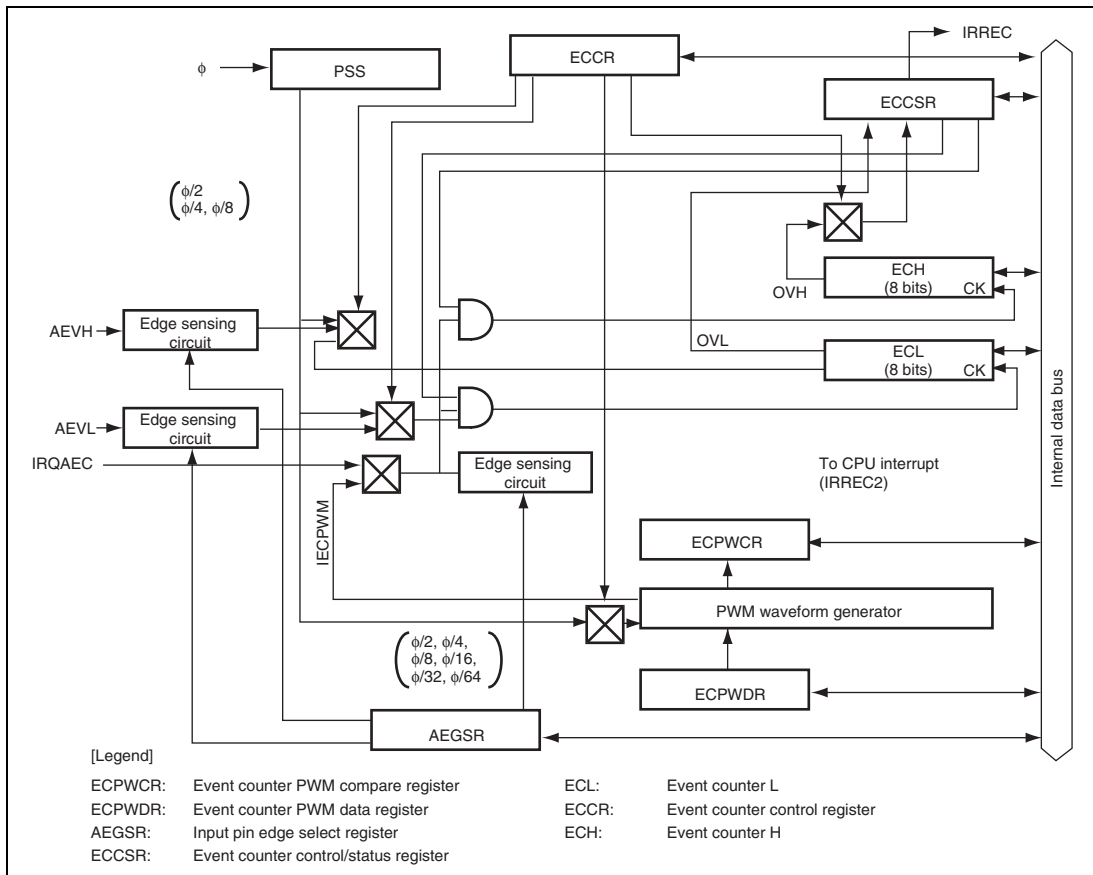 IRREC
ϕ
PSS
ECCR
ECCSR
ϕ/2
ϕ/4, ϕ/8
OVH
ECH
(8 bits)
CK
AEVH
Edge sensing
circuit
OVL
ECL
(8 bits)
CK
AEVL
Edge sensing
circuit
IRQAEC
Edge sensing
circuit
To CPU interrupt
(IRREC2)
Internal data bus
IECPWM
ECPWCR
PWM waveform generator
ϕ/2, ϕ/4,
ϕ/8, ϕ/16,
ϕ/32, ϕ/64
ECPWDR
AEGSR
[Legend]
ECPWCR: Event counter PWM compare register
ECPWDR: Event counter PWM data register
AEGSR: Input pin edge select register
ECCSR: Event counter control/status register
ECL: Event counter L
ECCR: Event counter control register
ECH: Event counter H